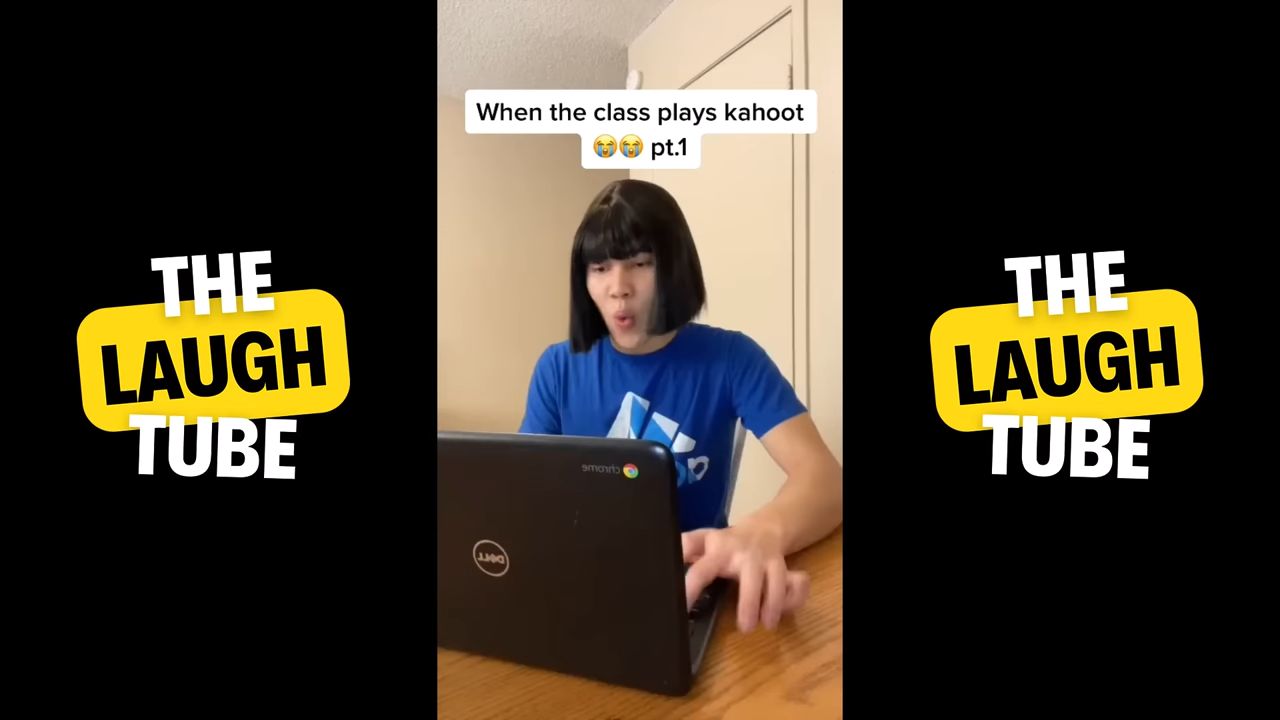 When the class plays kahoot
😭😭 pt.1
THE
LAUGH
TUBE
THE
LAUGH
TUBE
chrome
DELL